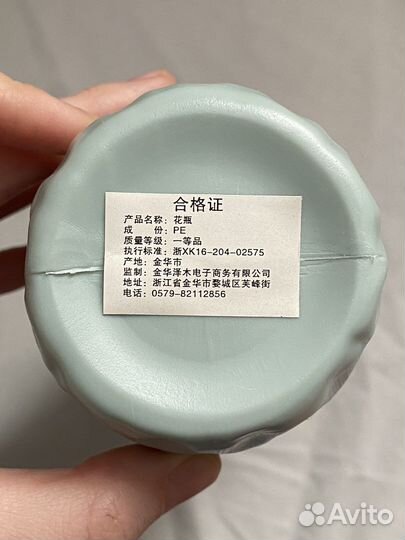 合格证
产品名称: 花瓶
成 份: PE
质量等级: 一等品
执行标准: 浙XK16-204-02575
产地: 金华市
监制: 金华泽木电子商务有限公司
地址: 浙江省金华市婺城区芙峰街
电话: 0579-82112856
Avito